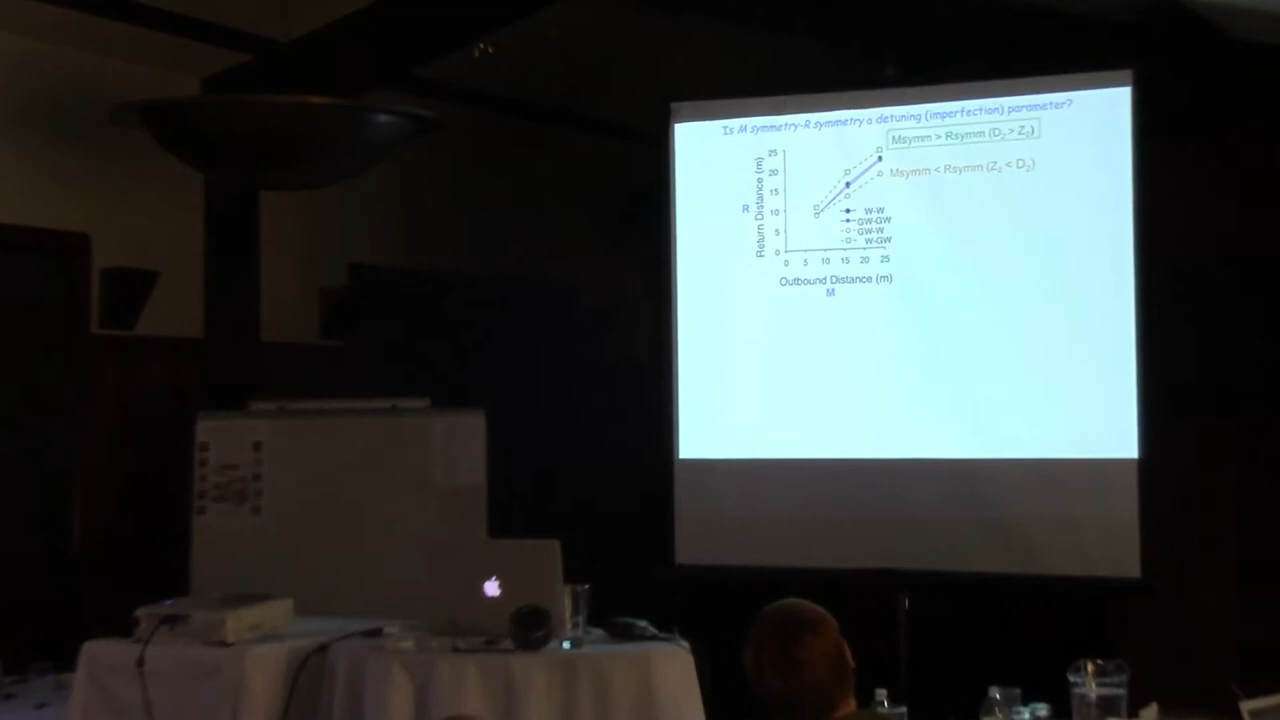 Is M symmetry-R symmetry a detuning (imperfection) parameter?
Msymm > Rsymm (D2 > Z2)
Msymm < Rsymm (Z2 < D2)
25
20
15
10
5
0
R
Return Distance (m)
W-W
GW-GW
GW-W
W-GW
0 5 10 15 20 25
Outbound Distance (m)
M